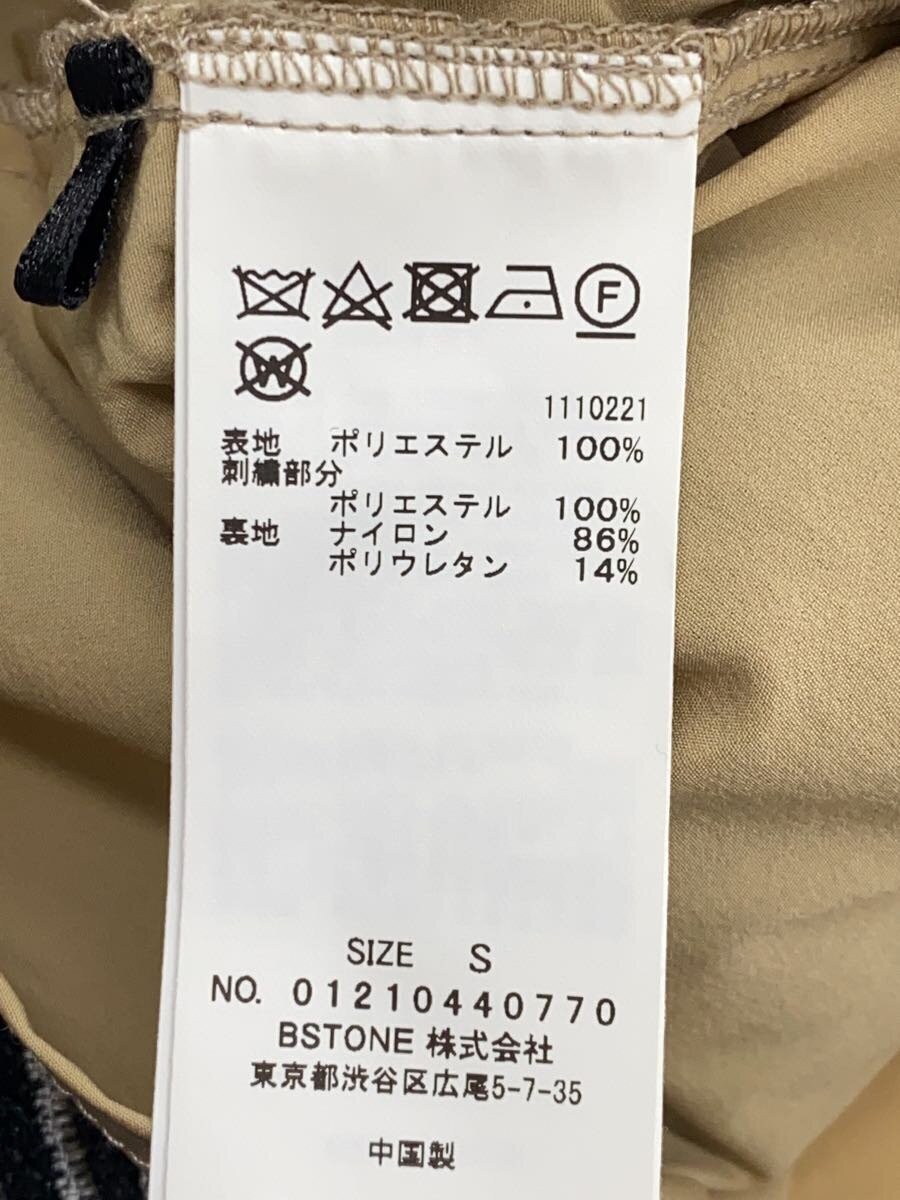 F
W
1110221
表地 ポリエステル 100%
刺繍部分
ポリエステル 100%
裏地 ナイロン 86%
ポリウレタン 14%
SIZE S
NO. 01210440770
BSTONE 株式会社
東京都渋谷区広尾5-7-35
中国製